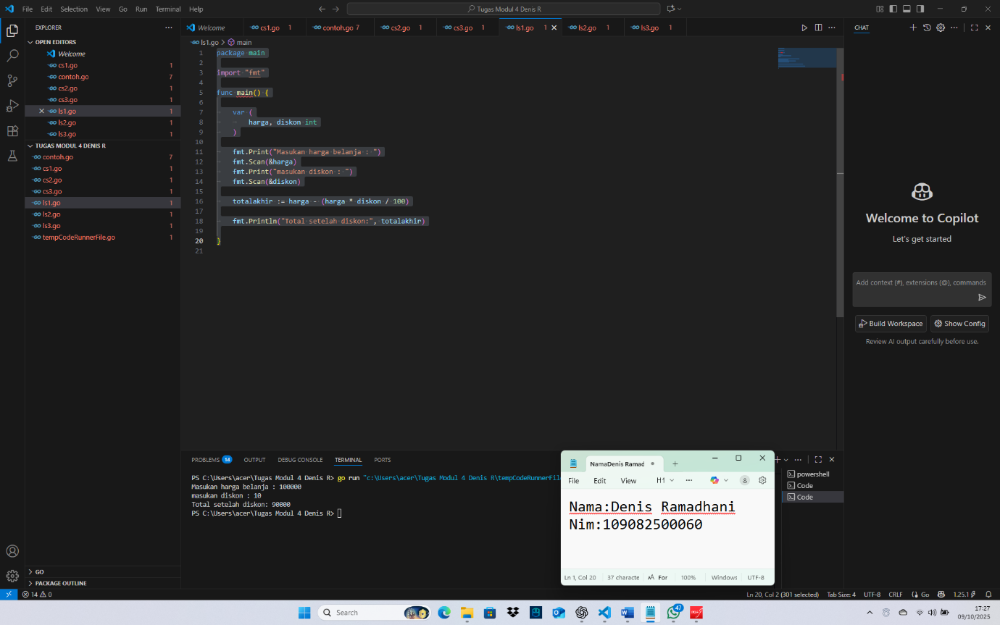 File Edit Selection View Go Run Terminal Help
Tugas Modul 4 Denis R
EXPLORER
OPEN EDITORS
Welcome
cs1.go 1
contoh.go 7
cs2.go 1
cs3.go 1
ls1.go 1
ls2.go 1
ls3.go 1
TUGAS MODUL 4 DENIS R
contoh.go 7
cs1.go 1
cs2.go 1
cs3.go 1
ls1.go 1
ls2.go 1
ls3.go 1
tempCodeRunnerFile.go 1
GO
PACKAGE OUTLINE
Welcome cs1.go 1 contoh.go 7 cs2.go 1 cs3.go 1 ls1.go 1 ls2.go 1 ls3.go 1
ls1.go > main
1 package main
2
3 import "fmt"
4
5 func main() {
6
7 var (
8 harga, diskon int
9 )
10
11 fmt.Print("Masukan harga belanja : ")
12 fmt.Scan(&harga)
13 fmt.Print("masukan diskon : ")
14 fmt.Scan(&diskon)
15
16 totalakhir := harga - (harga * diskon / 100)
17
18 fmt.Println("Total setelah diskon:", totalakhir)
19
20 }
21
PROBLEMS 14 OUTPUT DEBUG CONSOLE TERMINAL PORTS
PS C:\Users\acer\Tugas Modul 4 Denis R> go run "c:\Users\acer\Tugas Modul 4 Denis R\tempCodeRunnerFile
Masukan harga belanja : 100000
masukan diskon : 10
Total setelah diskon: 90000
PS C:\Users\acer\Tugas Modul 4 Denis R>
powershell
Code
Code
NamaDenis Ramad
File Edit View H1
Nama:Denis Ramadhani
Nim:109082500060
Ln 1, Col 20 37 characte For 100% Windows UTF-8
CHAT
Welcome to Copilot
Let's get started
Add context (#), extensions (@), commands
Build Workspace Show Config
Review AI output carefully before use.
14 0 Ln 20, Col 2 (301 selected) Tab Size: 4 UTF-8 CRLF Go 1.25.1
Search
47
17:27
09/10/2025